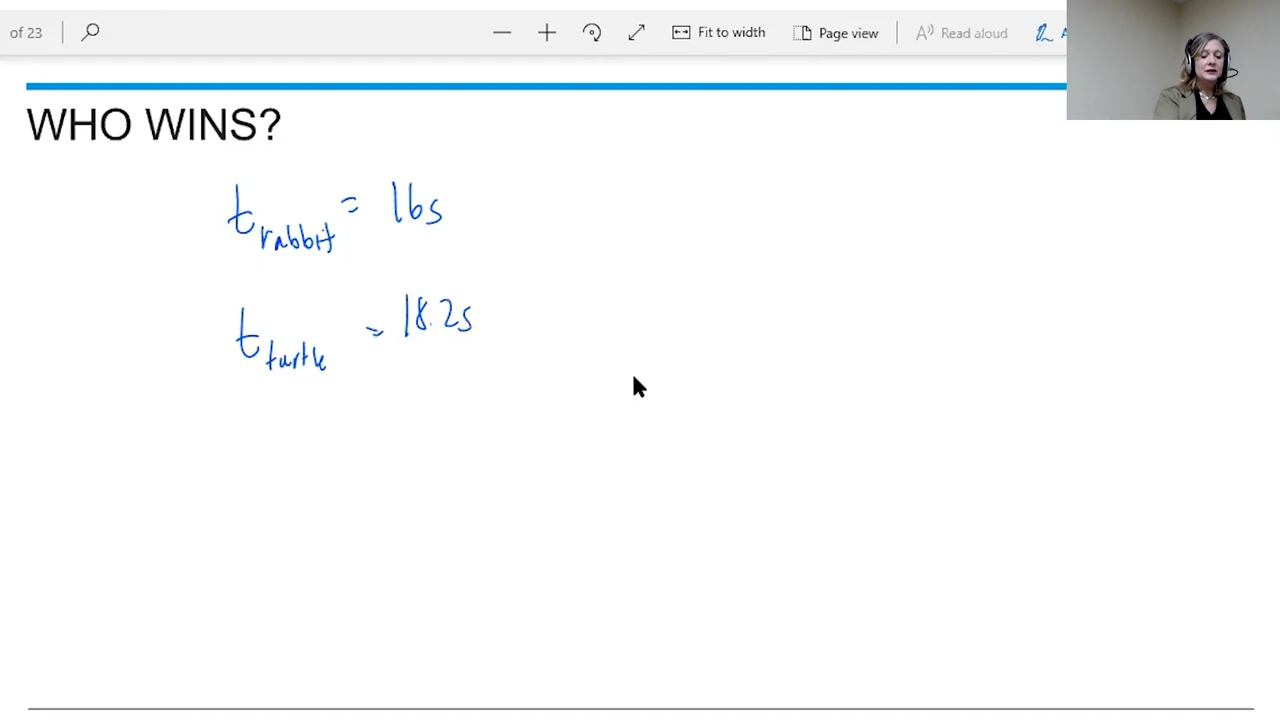 of 23
Fit to width
Page view
Read aloud
WHO WINS?
t rabbit = 16s
t turtle = 18.2s